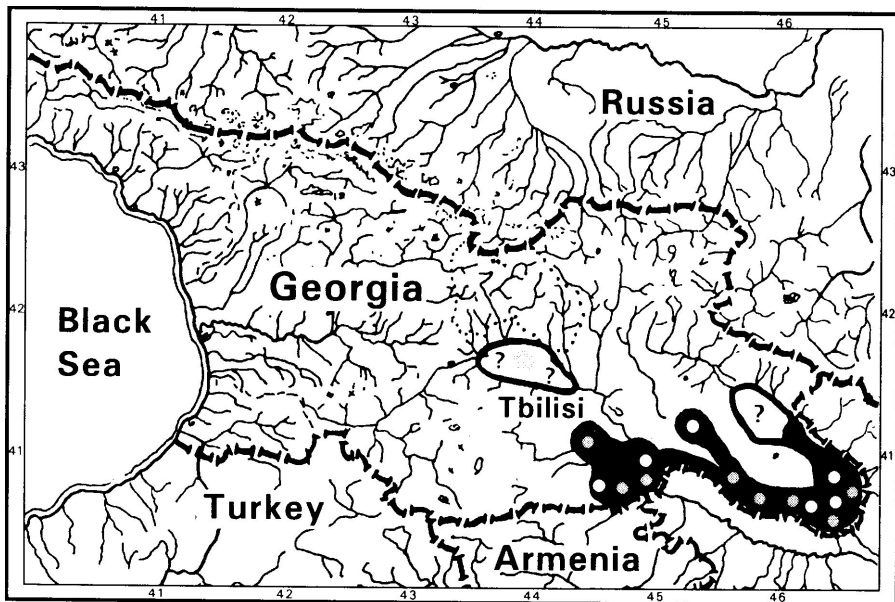 41 42 43 44 45 46
Russia
43 43
Georgia
42 42
Black
Sea
? ?
?
Tbilisi
41 41
Turkey
Armenia
41 42 43 44 45 46